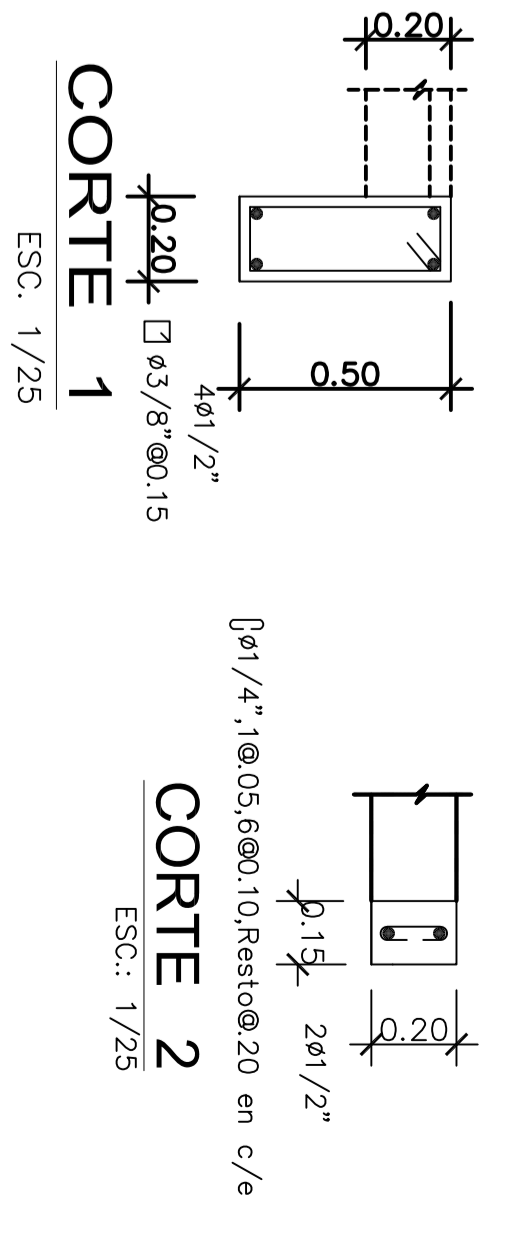 0.20
0.50
0.20
4ø1/2”
ø3/8”@0.15
CORTE 1
ESC. 1/25
0.20
0.15
2ø1/2”
ø1/4”,1@.05,6@0.10,Resto@.20 en c/e
CORTE 2
ESC.: 1/25